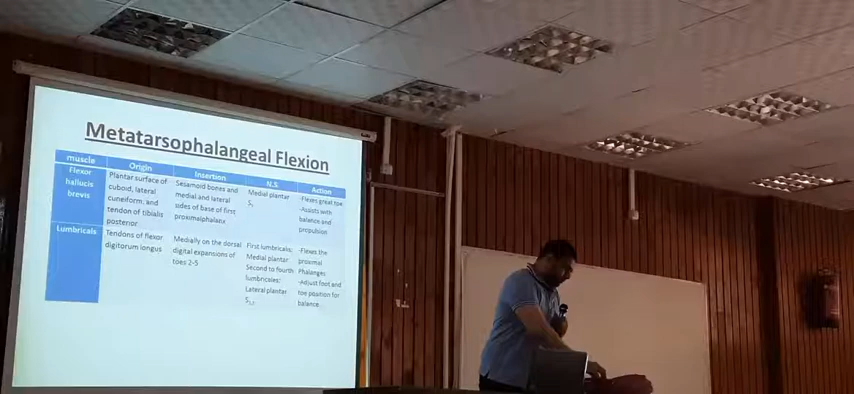 Metatarsophalangeal Flexion
muscle Origin Insertion N.S Action
Flexor
hallucis
brevis
Plantar surface of
cuboid, lateral
cuneiform, and
tendon of tibialis
posterior
Sesamoid bones and
medial and lateral
sides of base of first
proximalphalanx
Medial plantar
S₁
-Flexes great toe
-Assists with
balance and
propulsion
Lumbricals
Tendons of flexor
digitorum longus
Medially on the dorsal
digital expansions of
toes 2-5
First lumbricals:
Medial plantar
Second to fourth
lumbricales:
Lateral plantar
-Flexes the
proximal
Phalanges
-Adjust foot and
toe position for
balance